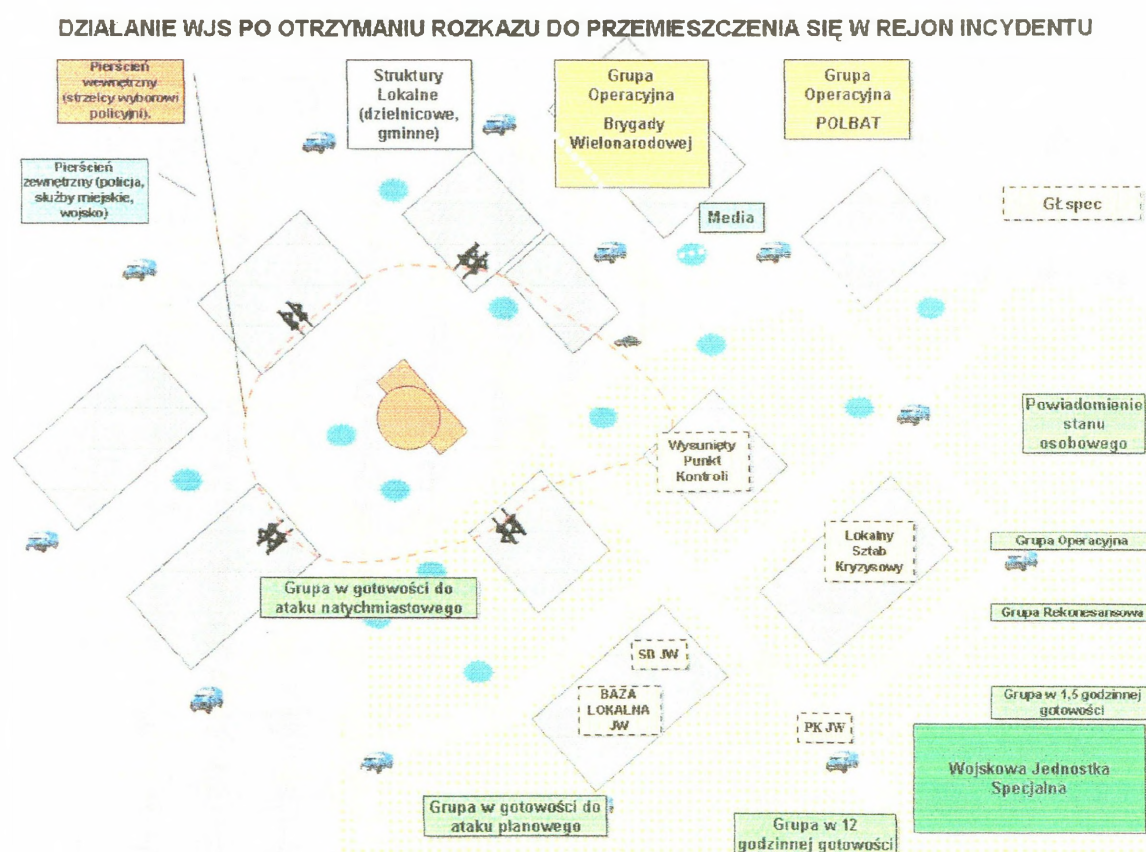 DZIAŁANIE WJS PO OTRZYMANIU ROZKAZU DO PRZEMIESZCZENIA SIĘ W REJON INCYDENTU
Pierścień
wewnętrzny
(strzelcy wyborowi
policyjni).
Struktury
Lokalne
(dzielnicowe,
gminne)
Grupa
Operacyjna
Brygady
Wielonarodowej
Grupa
Operacyjna
POLBAT
Pierścień
zewnętrzny (policja,
służby miejskie,
wojsko)
GŁspec
Media
Powiadomienie
stanu
osobowego
Wysunięty
Punkt
Kontroli
Lokalny
Sztab
Kryzysowy
Grupa Operacyjna
Grupa w gotowości do
ataku natychmiastowego
Grupa Rekonesansowa
SB JW
BAZA
LOKALNA
JW
Grupa w 1,5 godzinnej
gotowości
PK JW
Wojskowa Jednostka
Specjalna
Grupa w gotowości do
ataku planowego
Grupa w 12
godzinnej gotowości